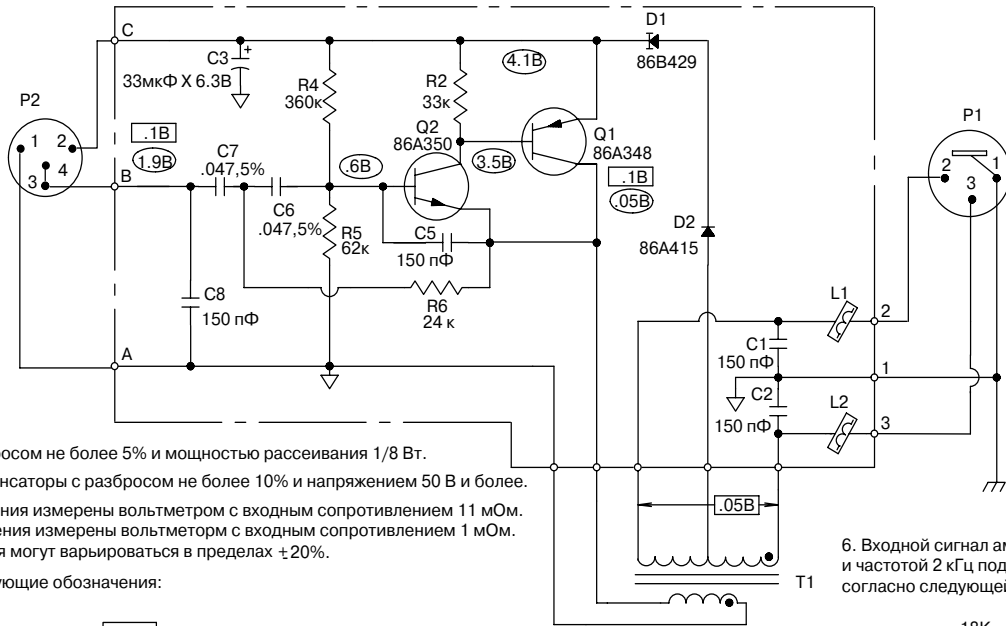 C
D1
C3
+
33мкФ X 6.3В
R4
360к
R2
33к
4.1В
86В429
P2
P1
1
2
3
4
.1В
1.9В
C7
.047,5%
.6В
Q2
86А350
3.5В
Q1
86А348
.1В
.05В
2
1
3
B
C6
.047,5%
R5
62к
C5
150 пФ
D2
86А415
C8
150 пФ
R6
24 к
L1
2
C1
150 пФ
A
1
C2
150 пФ
L2
3
росом не более 5% и мощностью рассеивания 1/8 Вт.
нсаторы с разбросом не более 10% и напряжением 50 В и более.
ния измерены вольтметром с входным сопротивлением 11 мОм.
ения измерены вольтметорм с входным сопротивлением 1 мОм.
я могут варьироваться в пределах ±20%.
ующие обозначения:
.05В
T1
6. Входной сигнал ам
и частотой 2 кГц под
согласно следующей